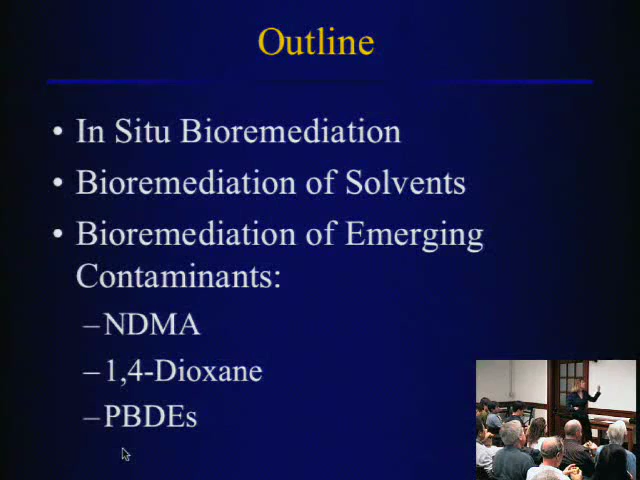 Outline
• In Situ Bioremediation
• Bioremediation of Solvents
• Bioremediation of Emerging
Contaminants:
–NDMA
–1,4-Dioxane
–PBDEs